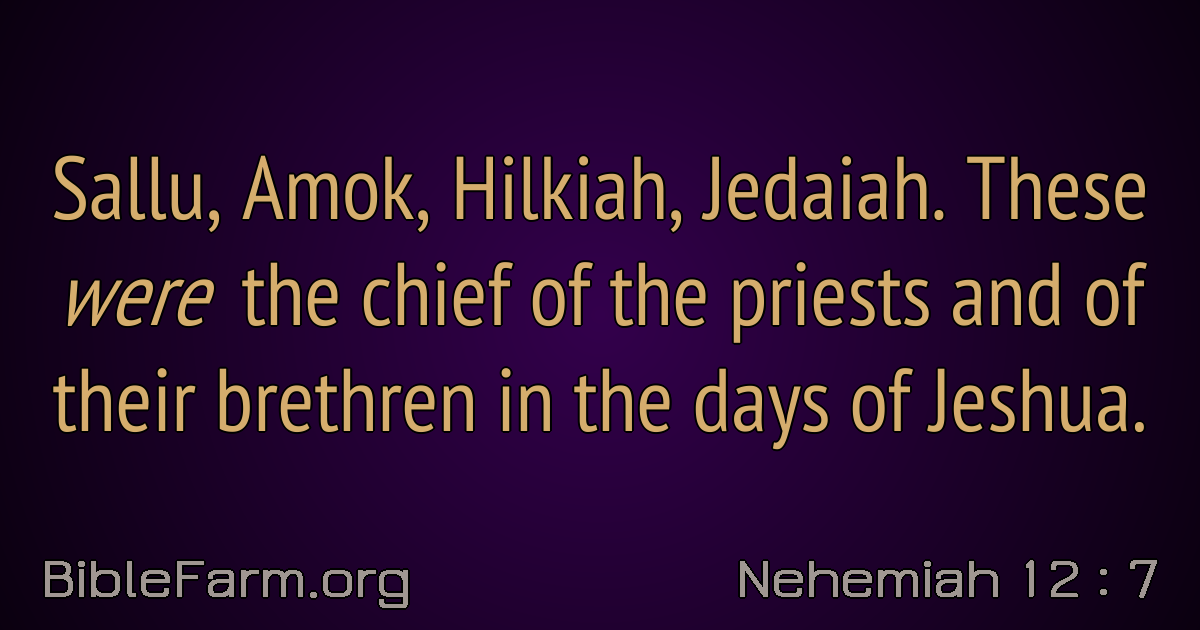 Sallu, Amok, Hilkiah, Jedaiah. These
were the chief of the priests and of
their brethren in the days of Jeshua.
BibleFarm.org
Nehemiah 12 : 7